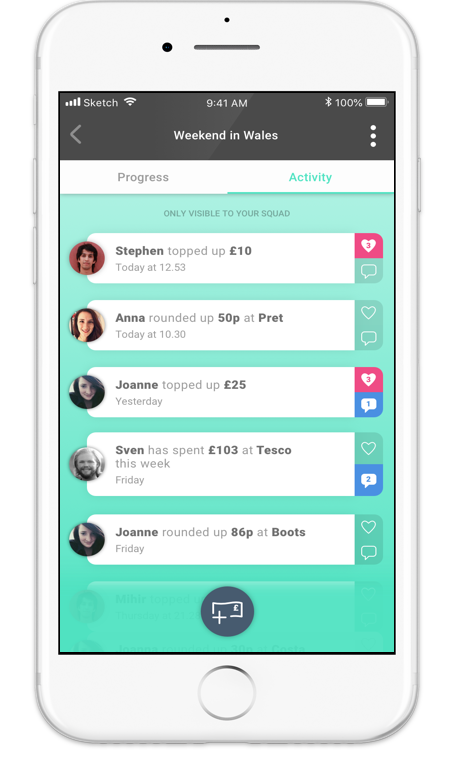 Sketch 9:41 AM 100%
Weekend in Wales
Progress Activity
ONLY VISIBLE TO YOUR SQUAD
Stephen topped up £10
Today at 12.53
3
Anna rounded up 50p at Pret
Today at 10.30
Joanne topped up £25
Yesterday
3
1
Sven has spent £103 at Tesco
this week
Friday
2
Joanne rounded up 86p at Boots
Friday
Mihir
£